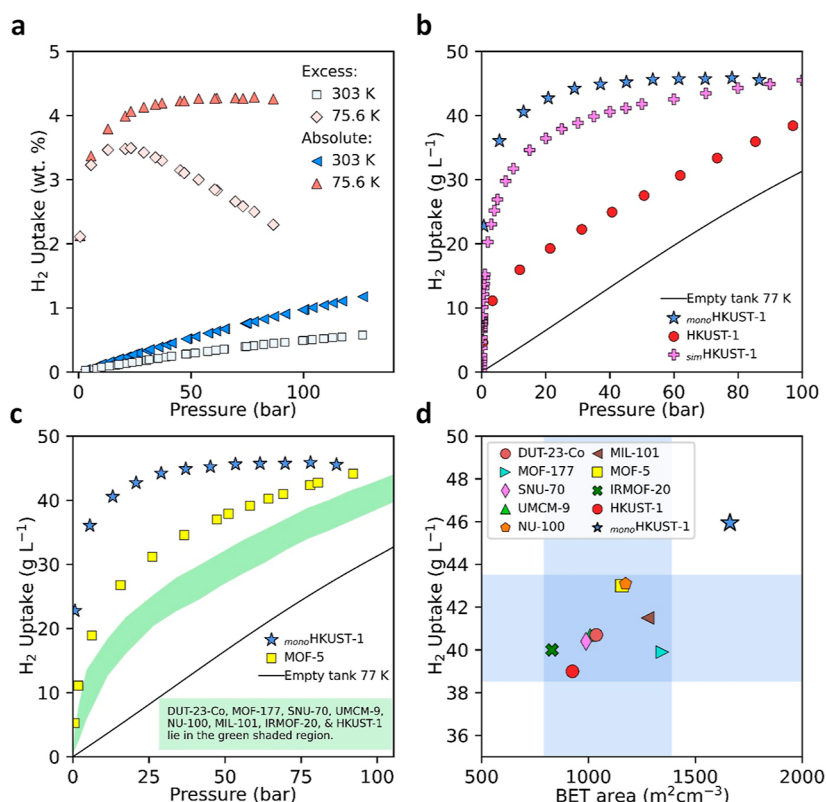 a
5
4
3
2
1
0
H₂ Uptake (wt. %)
Excess:
303 K
75.6 K
Absolute:
303 K
75.6 K
0 50 100
Pressure (bar)
b
50
40
30
20
10
0
H₂ Uptake (g L⁻¹)
Empty tank 77 K
monoHKUST-1
HKUST-1
simHKUST-1
0 20 40 60 80 100
Pressure (bar)
c
50
40
30
20
10
0
H₂ Uptake (g L⁻¹)
monoHKUST-1
MOF-5
Empty tank 77 K
DUT-23-Co, MOF-177, SNU-70, UMCM-9,
NU-100, MIL-101, IRMOF-20, & HKUST-1
lie in the green shaded region.
0 25 50 75 100
Pressure (bar)
d
50
48
46
44
42
40
38
36
H₂ Uptake (g L⁻¹)
DUT-23-Co MIL-101
MOF-177 MOF-5
SNU-70 IRMOF-20
UMCM-9 HKUST-1
NU-100 monoHKUST-1
500 1000 1500 2000
BET area (m²cm⁻³)